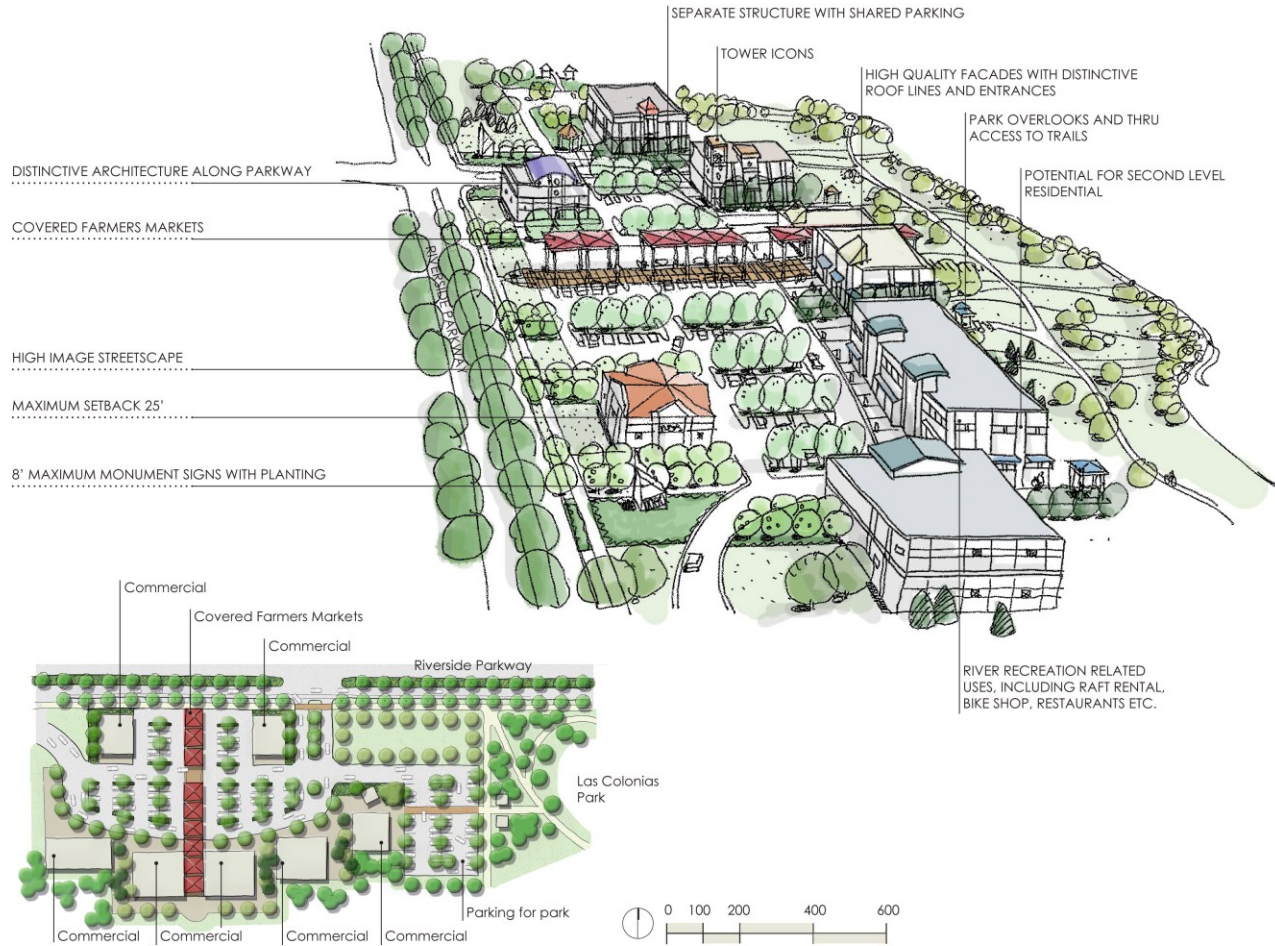 SEPARATE STRUCTURE WITH SHARED PARKING
TOWER ICONS
HIGH QUALITY FACADES WITH DISTINCTIVE
ROOF LINES AND ENTRANCES
PARK OVERLOOKS AND THRU
ACCESS TO TRAILS
DISTINCTIVE ARCHITECTURE ALONG PARKWAY
POTENTIAL FOR SECOND LEVEL
RESIDENTIAL
COVERED FARMERS MARKETS
RIVERSIDE PARKWAY
HIGH IMAGE STREETSCAPE
MAXIMUM SETBACK 25'
8' MAXIMUM MONUMENT SIGNS WITH PLANTING
RIVER RECREATION RELATED
USES, INCLUDING RAFT RENTAL,
BIKE SHOP, RESTAURANTS ETC.
Commercial
Covered Farmers Markets
Commercial
Riverside Parkway
Las Colonias
Park
Parking for park
Commercial
Commercial
Commercial
Commercial
0 100 200 400 600